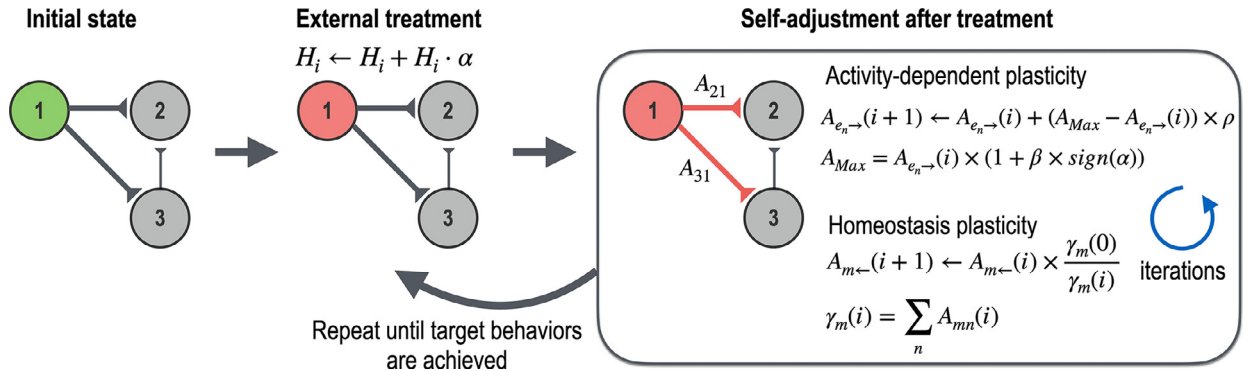 Initial state
1
2
3
External treatment
H_i ← H_i + H_i · α
1
2
3
Repeat until target behaviors
are achieved
Self-adjustment after treatment
1
A_21
2
A_31
3
Activity-dependent plasticity
A_{e_n→}(i + 1) ← A_{e_n→}(i) + (A_Max − A_{e_n→}(i)) × ρ
A_Max = A_{e_n→}(i) × (1 + β × sign(α))
Homeostasis plasticity
A_{m←}(i + 1) ← A_{m←}(i) × γ_m(0) / γ_m(i)
γ_m(i) = ∑_n A_mn(i)
iterations